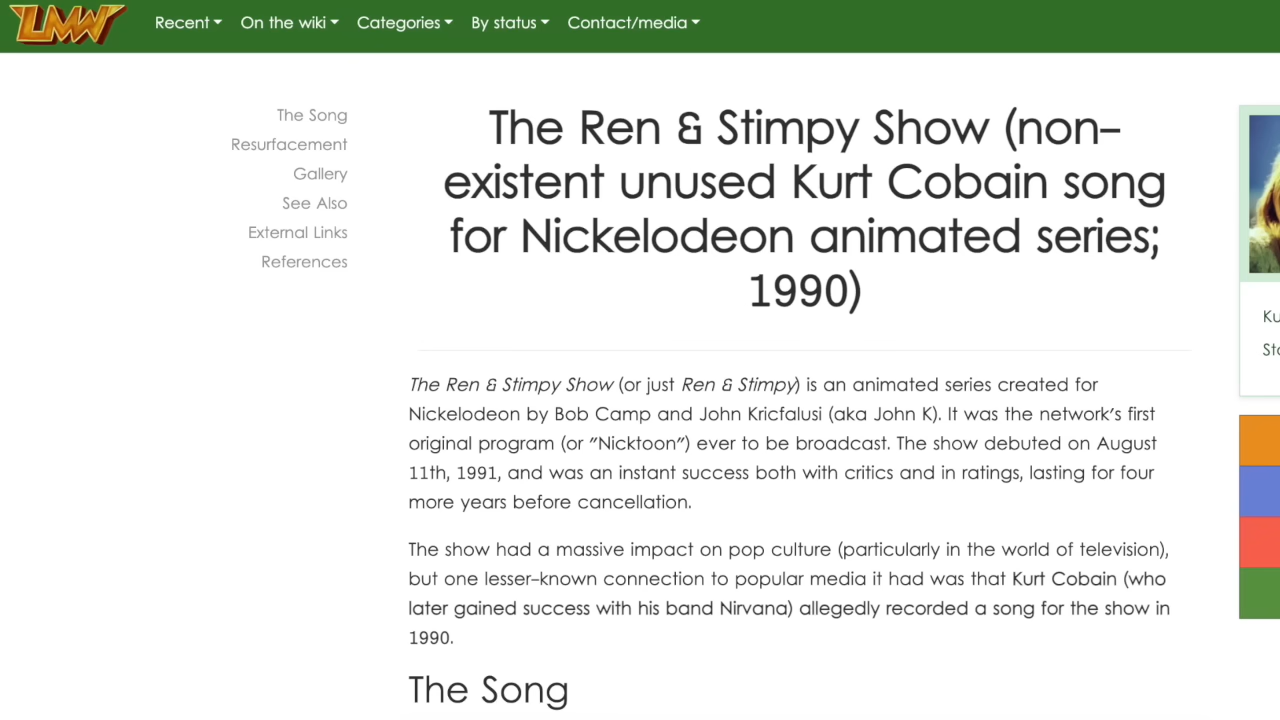 LMW
Recent
On the wiki
Categories
By status
Contact/media
The Song
Resurfacement
Gallery
See Also
External Links
References
The Ren & Stimpy Show (non-
existent unused Kurt Cobain song
for Nickelodeon animated series;
1990)
The Ren & Stimpy Show (or just Ren & Stimpy) is an animated series created for
Nickelodeon by Bob Camp and John Kricfalusi (aka John K). It was the network's first
original program (or "Nicktoon") ever to be broadcast. The show debuted on August
11th, 1991, and was an instant success both with critics and in ratings, lasting for four
more years before cancellation.
The show had a massive impact on pop culture (particularly in the world of television),
but one lesser-known connection to popular media it had was that Kurt Cobain (who
later gained success with his band Nirvana) allegedly recorded a song for the show in
1990.
The Song
Ku
Sta